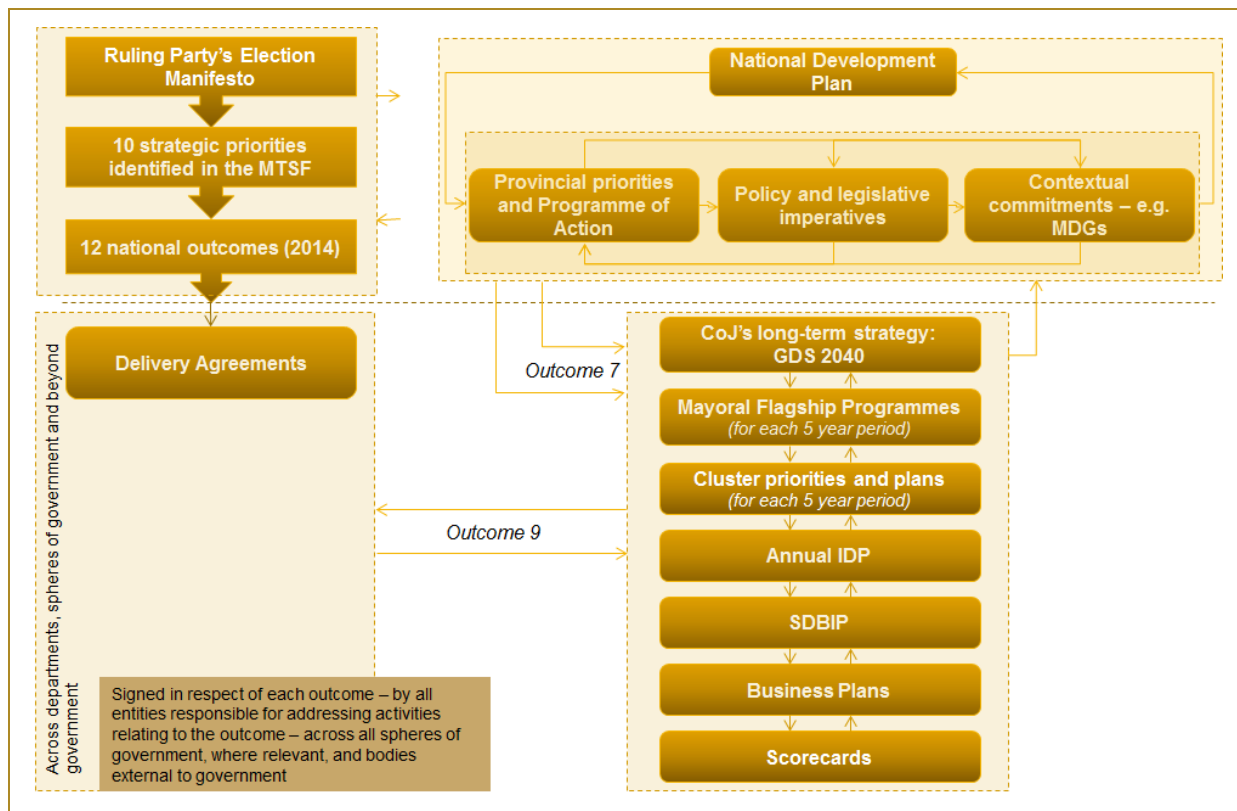 Ruling Party's Election
Manifesto
10 strategic priorities
identified in the MTSF
12 national outcomes (2014)
National Development
Plan
Provincial priorities
and Programme of
Action
Policy and legislative
imperatives
Contextual
commitments – e.g.
MDGs
Across departments, spheres of government and beyond
government
Delivery Agreements
Signed in respect of each outcome – by all
entities responsible for addressing activities
relating to the outcome – across all spheres of
government, where relevant, and bodies
external to government
Outcome 7
Outcome 9
CoJ's long-term strategy:
GDS 2040
Mayoral Flagship Programmes
(for each 5 year period)
Cluster priorities and plans
(for each 5 year period)
Annual IDP
SDBIP
Business Plans
Scorecards